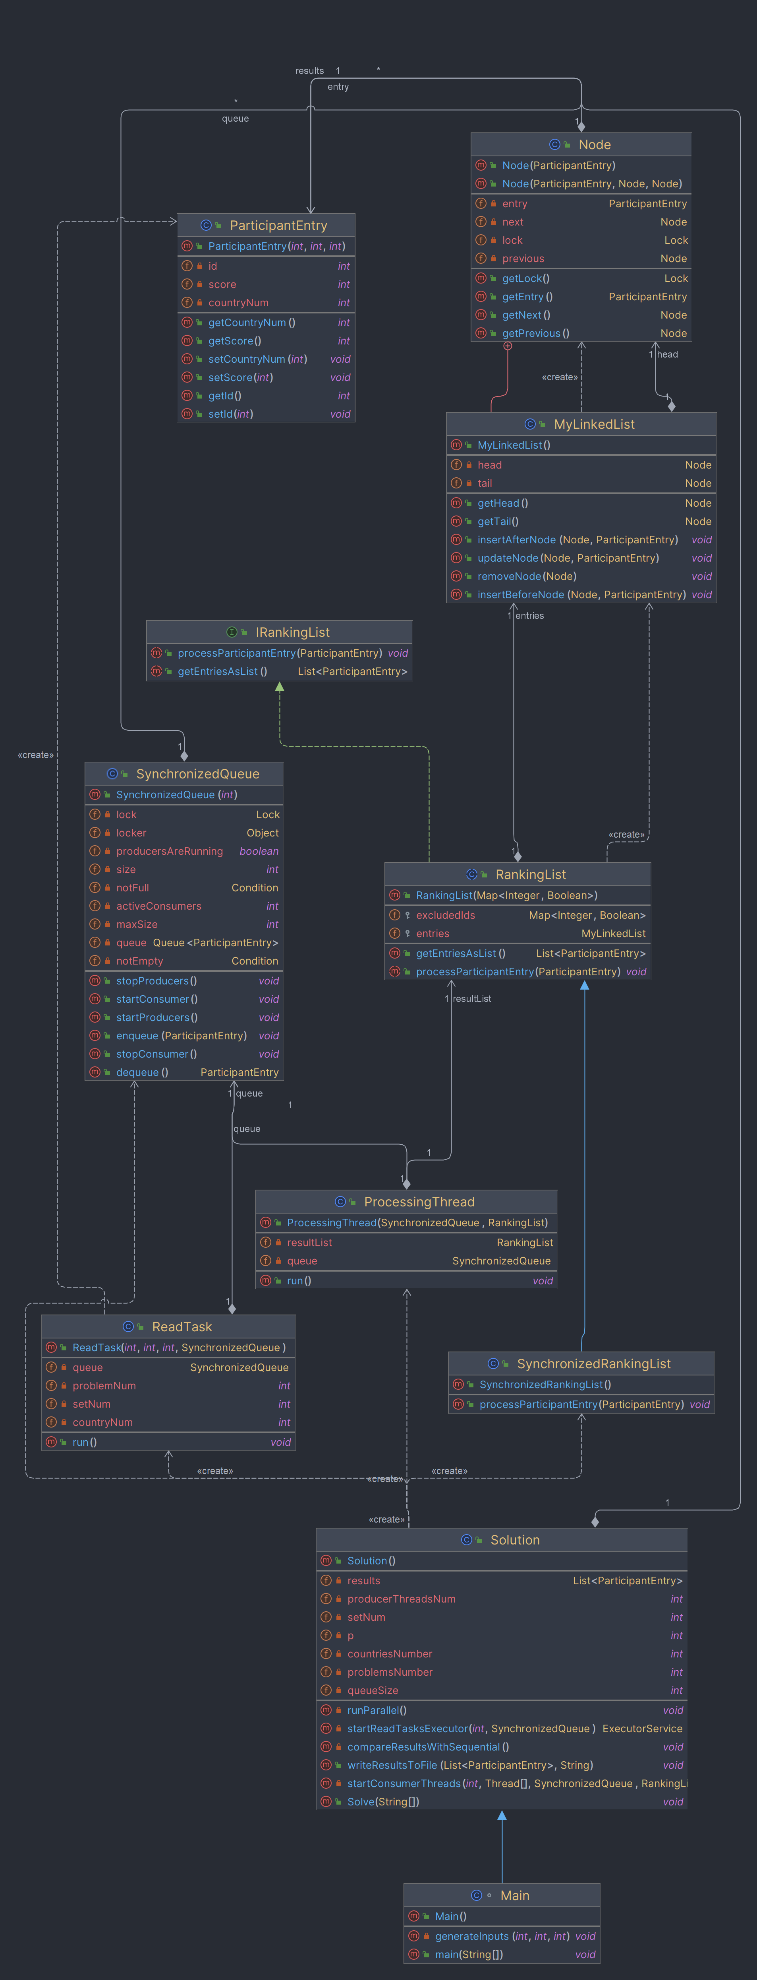 results 1 *
entry
*
queue
1
Node
Node(ParticipantEntry)
Node(ParticipantEntry, Node, Node)
entry ParticipantEntry
next Node
lock Lock
previous Node
getLock() Lock
getEntry() ParticipantEntry
getNext() Node
getPrevious() Node
ParticipantEntry
ParticipantEntry(int, int, int)
id int
score int
countryNum int
getCountryNum() int
getScore() int
setCountryNum(int) void
setScore(int) void
getId() int
setId(int) void
1 head
«create»
1
MyLinkedList
MyLinkedList()
head Node
tail Node
getHead() Node
getTail() Node
insertAfterNode(Node, ParticipantEntry) void
updateNode(Node, ParticipantEntry) void
removeNode(Node) void
insertBeforeNode(Node, ParticipantEntry) void
1 entries
IRankingList
processParticipantEntry(ParticipantEntry) void
getEntriesAsList() List<ParticipantEntry>
1
«create»
SynchronizedQueue
SynchronizedQueue(int)
lock Lock
locker Object
producersAreRunning boolean
size int
notFull Condition
activeConsumers int
maxSize int
queue Queue<ParticipantEntry>
notEmpty Condition
stopProducers() void
startConsumer() void
startProducers() void
enqueue(ParticipantEntry) void
stopConsumer() void
dequeue() ParticipantEntry
«create»
1
RankingList
RankingList(Map<Integer, Boolean>)
excludedIds Map<Integer, Boolean>
entries MyLinkedList
getEntriesAsList() List<ParticipantEntry>
processParticipantEntry(ParticipantEntry) void
1 resultList
1 queue
1
queue
1
1
ProcessingThread
ProcessingThread(SynchronizedQueue, RankingList)
resultList RankingList
queue SynchronizedQueue
run() void
1
ReadTask
ReadTask(int, int, int, SynchronizedQueue)
queue SynchronizedQueue
problemNum int
setNum int
countryNum int
run() void
SynchronizedRankingList
SynchronizedRankingList()
processParticipantEntry(ParticipantEntry) void
«create»
«create»
«create»
1
«create»
Solution
Solution()
results List<ParticipantEntry>
producerThreadsNum int
setNum int
p int
countriesNumber int
problemsNumber int
queueSize int
runParallel() void
startReadTasksExecutor(int, SynchronizedQueue) ExecutorService
compareResultsWithSequential() void
writeResultsToFile(List<ParticipantEntry>, String) void
startConsumerThreads(int, Thread[], SynchronizedQueue, RankingLi
Solve(String[]) void
Main
Main()
generateInputs(int, int, int) void
main(String[]) void